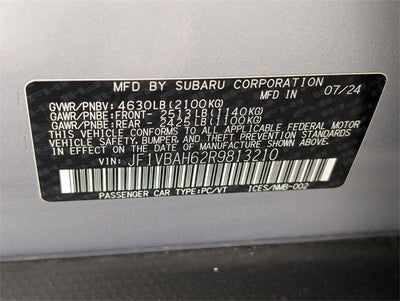 MFD BY SUBARU CORPORATION 07/24
GVWR/PNBV: 4630LB(2100KG)
GAWR/PNBE:FRONT- 2513LB(1140KG)
GAWR/PNBE:REAR - 2425LB(1100KG)
THIS VEHICLE CONFORMS TO ALL APPLICABLE FEDERAL MOTOR
VEHICLE SAFETY, BUMPER, AND THEFT PREVENTION STANDARDS
IN EFFECT ON THE DATE OF MANUFACTURE SHOWN ABOVE.
VIN: JF1VBAH62R9813210
PASSENGER CAR TYPE:PC/VT ICES/NMB-002